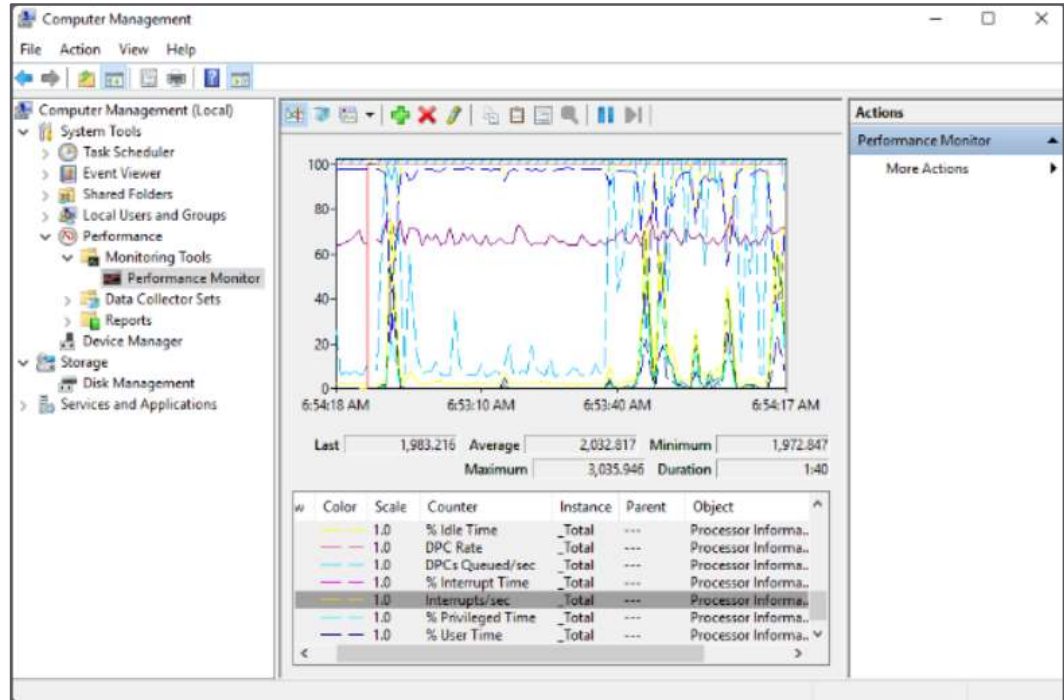 Computer Management
File Action View Help
Computer Management (Local)
System Tools
Task Scheduler
Event Viewer
Shared Folders
Local Users and Groups
Performance
Monitoring Tools
Performance Monitor
Data Collector Sets
Reports
Device Manager
Storage
Disk Management
Services and Applications
100
80
60
40
20
0
6:54:18 AM 6:53:10 AM 6:53:40 AM 6:54:17 AM
Last 1,983.216 Average 2,032.817 Minimum 1,972.847
Maximum 3,035.946 Duration 1:40
w Color Scale Counter Instance Parent Object
1.0 % Idle Time _Total --- Processor Informa..
1.0 DPC Rate _Total --- Processor Informa..
1.0 DPCs Queued/sec _Total --- Processor Informa..
1.0 % Interrupt Time _Total --- Processor Informa..
1.0 Interrupts/sec _Total --- Processor Informa..
1.0 % Privileged Time _Total --- Processor Informa..
1.0 % User Time _Total --- Processor Informa..
Actions
Performance Monitor
More Actions